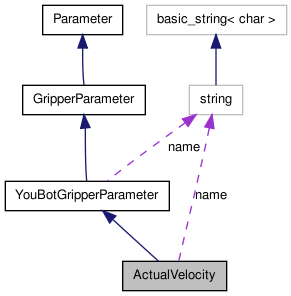 Parameter
basic_string< char >
GripperParameter
string
name
YouBotGripperParameter
name
ActualVelocity